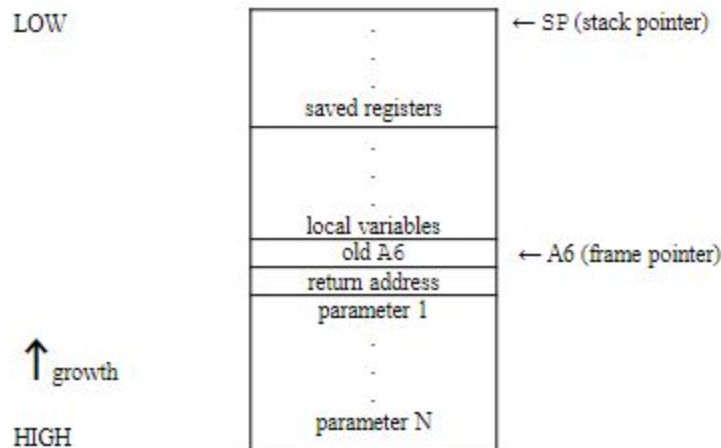 LOW
← SP (stack pointer)
.
.
.
saved registers
.
.
.
local variables
old A6
← A6 (frame pointer)
return address
parameter 1
.
.
.
↑ growth
parameter N
HIGH